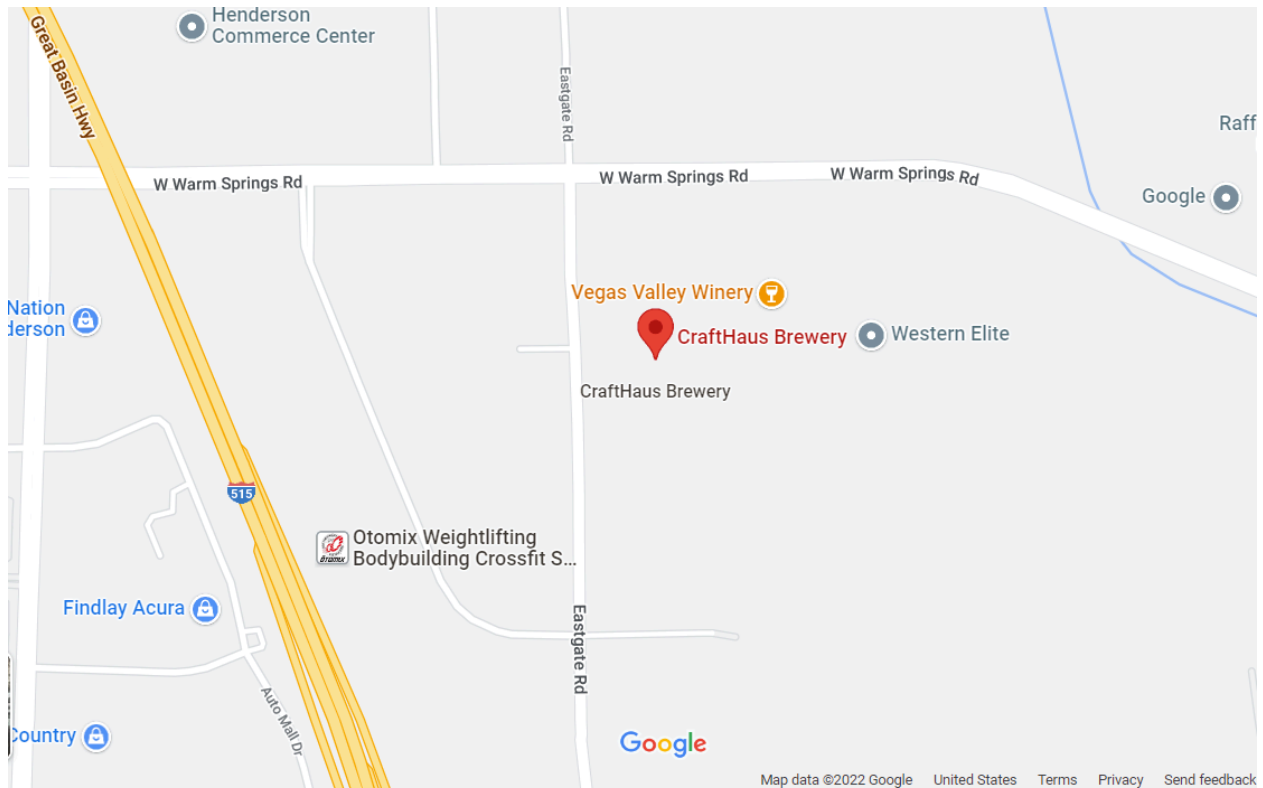 Henderson
Commerce Center
Great Basin Hwy
Eastgate Rd
Raff
W Warm Springs Rd
W Warm Springs Rd
W Warm Springs Rd
Google
Vegas Valley Winery
Nation
derson
CraftHaus Brewery
Western Elite
CraftHaus Brewery
515
Otomix Weightlifting
Bodybuilding Crossfit S...
OTOMIX
Findlay Acura
Eastgate Rd
Auto Mall Dr
Country
Google
Map data ©2022 Google United States Terms Privacy Send feedback